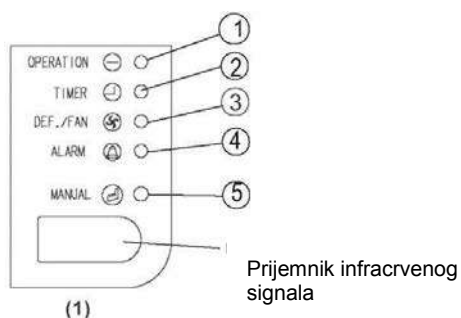 OPERATION 1
TIMER 2
DEF./FAN 3
ALARM 4
MANUAL 5
Prijemnik infracrvenog
signala
(1)